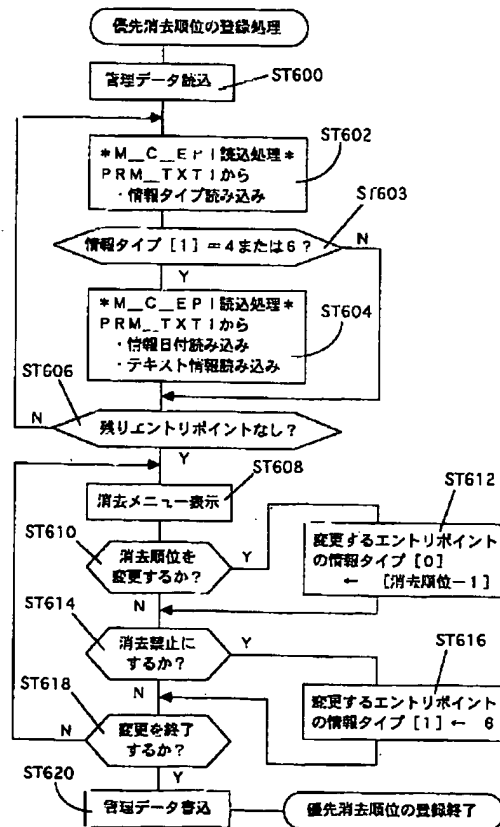 優先消去順位の登録処理
管理データ読込
ST600
*M__C__EPI読込処理*
PRM__TXT1から
・情報タイプ読み込み
ST602
情報タイプ[1]=4または6?
ST603
N
Y
*M__C__EPI読込処理*
PRM__TXT1から
・情報日付読み込み
・テキスト情報読み込み
ST604
ST606
N
残りエントリポイントなし?
Y
ST608
消去メニュー表示
ST610
消去順位を
変更するか?
Y
N
ST612
変更するエントリポイント
の情報タイプ[0]
← [消去順位-1]
ST614
消去禁止に
するか?
Y
N
ST616
変更するエントリポイント
の情報タイプ[1]← 6
ST618
変更を終了
するか?
N
Y
ST620
管理データ書込
優先消去順位の登録終了